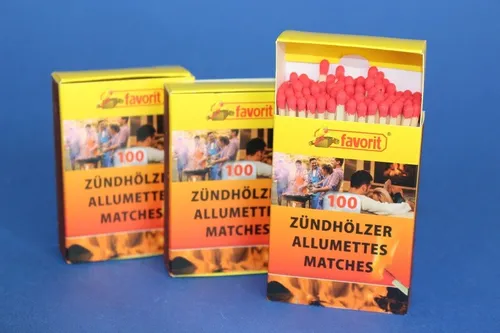 favorit
100
ZÜNDHÖLZER
ALLUMETTES
MATCHES
favorit
100
ZÜNDHÖLZER
ALLUMETTES
MATCHES
favorit
100
ZÜNDHÖLZER
ALLUMETTES
MATCHES